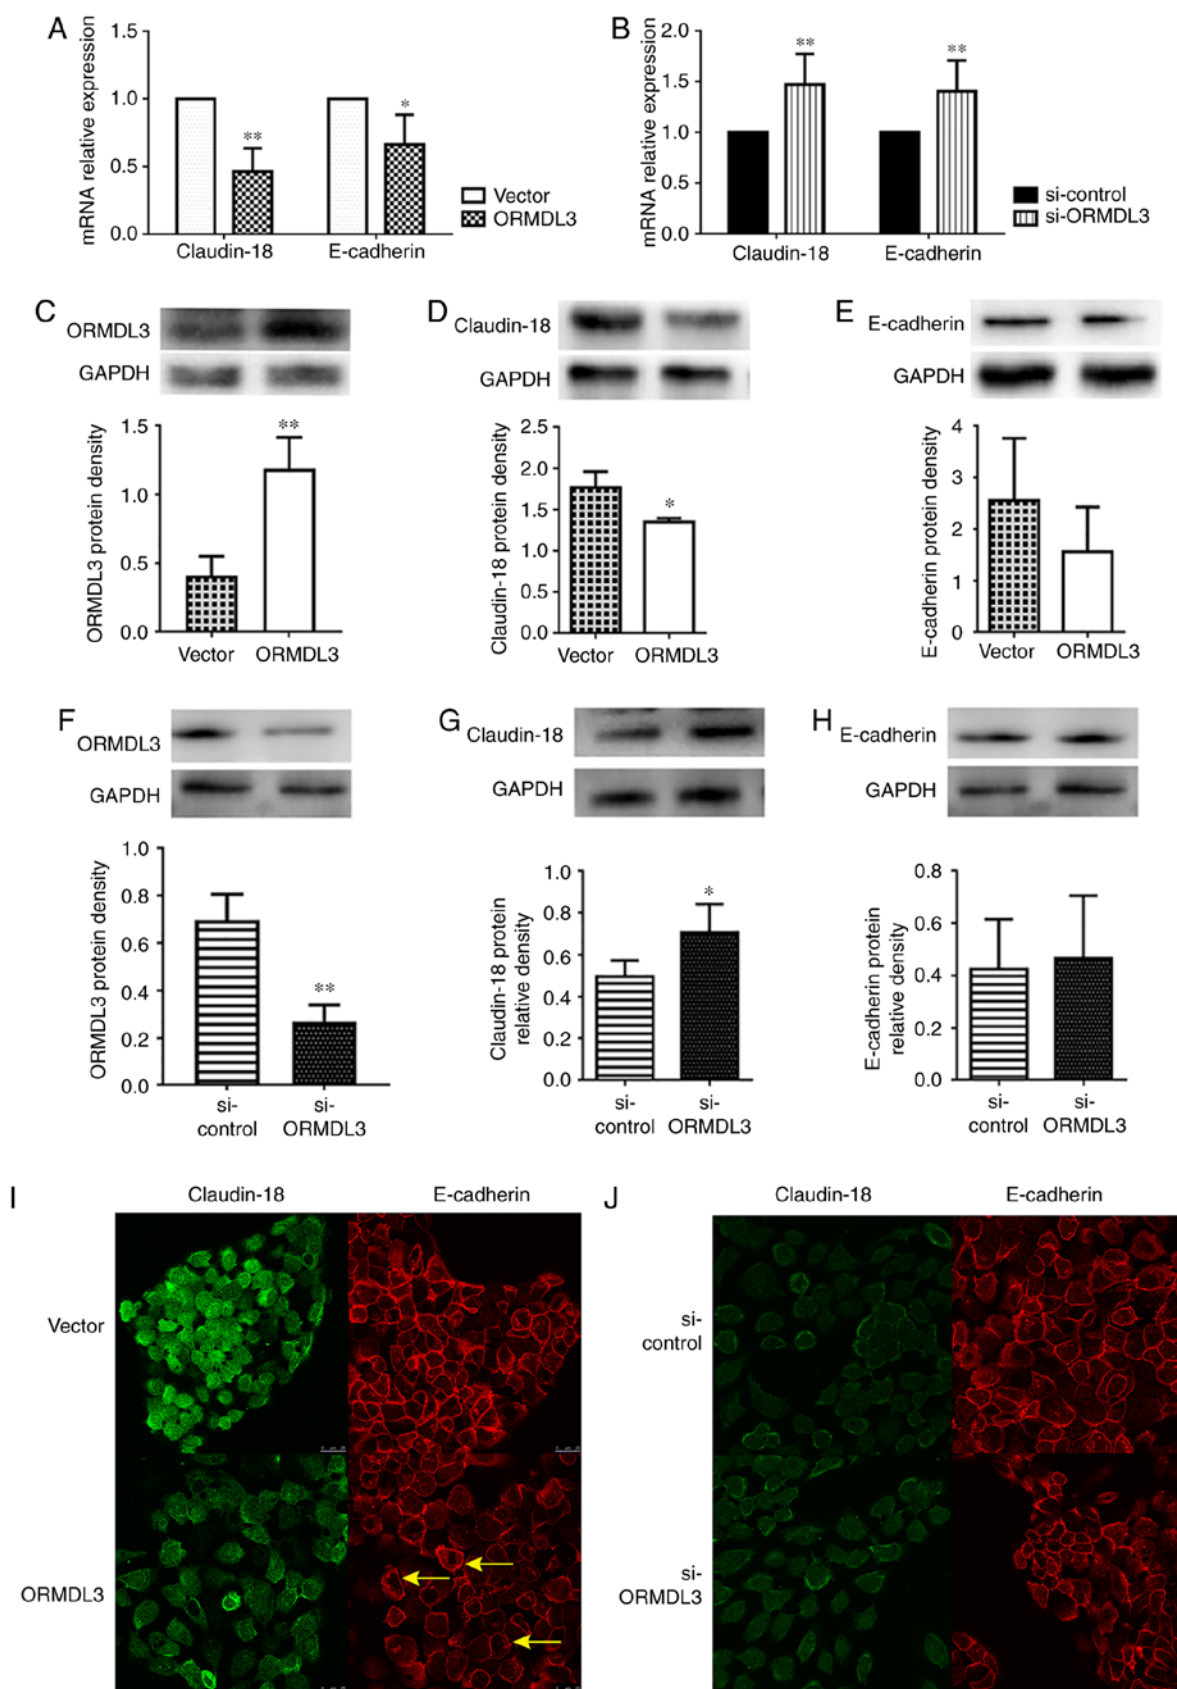 A
mRNA relative expression
1.5
1.0
0.5
0.0
**
*
Claudin-18
E-cadherin
Vector
ORMDL3
B
mRNA relative expression
2.0
1.5
1.0
0.5
0.0
**
**
Claudin-18
E-cadherin
si-control
si-ORMDL3
C
ORMDL3
GAPDH
ORMDL3 protein density
1.5
1.0
0.5
0.0
**
Vector
ORMDL3
D
Claudin-18
GAPDH
Claudin-18 protein density
2.5
2.0
1.5
1.0
0.5
0.0
*
Vector
ORMDL3
E
E-cadherin
GAPDH
E-cadherin protein density
4
3
2
1
0
Vector
ORMDL3
F
ORMDL3
GAPDH
ORMDL3 protein density
1.0
0.8
0.6
0.4
0.2
0.0
**
si-
control
si-
ORMDL3
G
Claudin-18
GAPDH
Claudin-18 protein
relative density
1.0
0.8
0.6
0.4
0.2
0.0
*
si-
control
si-
ORMDL3
H
E-cadherin
GAPDH
E-cadherin protein
relative density
0.8
0.6
0.4
0.2
0.0
si-
control
si-
ORMDL3
I
Claudin-18
E-cadherin
Vector
ORMDL3
J
Claudin-18
E-cadherin
si-
control
si-
ORMDL3